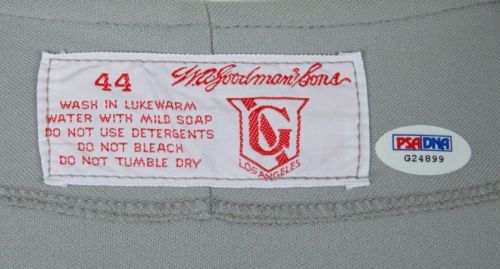 44
W.A. Goodman & Sons
WASH IN LUKEWARM
WATER WITH MILD SOAP
DO NOT USE DETERGENTS
DO NOT BLEACH
DO NOT TUMBLE DRY
G
LOS ANGELES
PSA/DNA
G24899